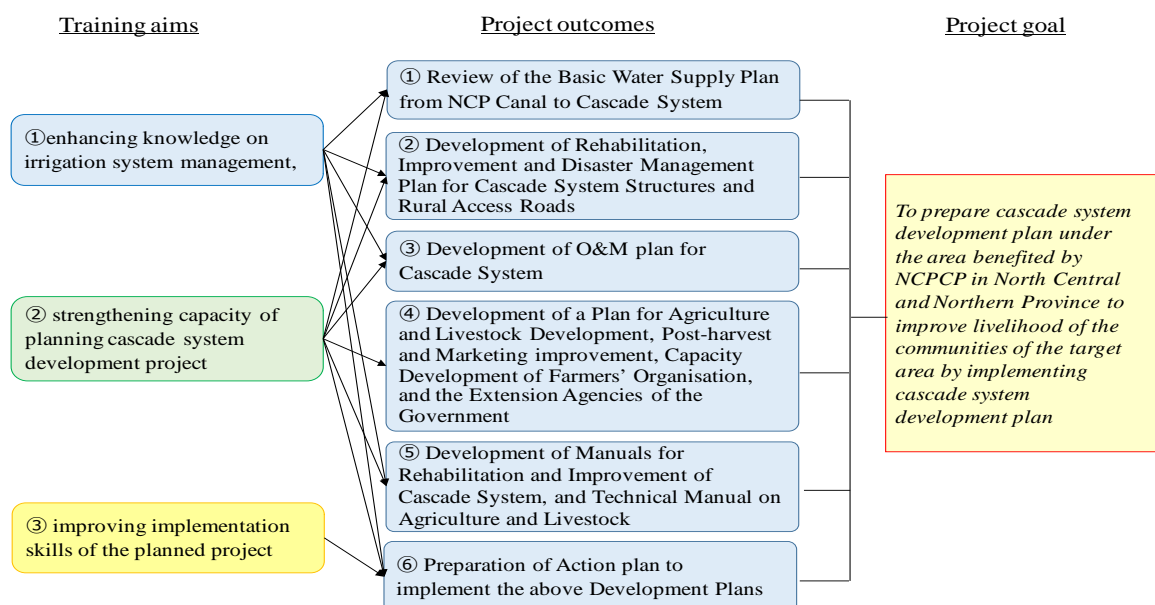 Training aims
Project outcomes
Project goal
①enhancing knowledge on
irrigation system management,
② strengthening capacity of
planning cascade system
development project
③ improving implementation
skills of the planned project
① Review of the Basic Water Supply Plan
from NCP Canal to Cascade System
② Development of Rehabilitation,
Improvement and Disaster Management
Plan for Cascade System Structures and
Rural Access Roads
③ Development of O&M plan for
Cascade System
④ Development of a Plan for Agriculture
and Livestock Development, Post-harvest
and Marketing improvement, Capacity
Development of Farmers’ Organisation,
and the Extension Agencies of the
Government
⑤ Development of Manuals for
Rehabilitation and Improvement of
Cascade System, and Technical Manual on
Agriculture and Livestock
⑥ Preparation of Action plan to
implement the above Development Plans
To prepare cascade system
development plan under
the area benefited by
NCPCP in North Central
and Northern Province to
improve livelihood of the
communities of the target
area by implementing
cascade system
development plan